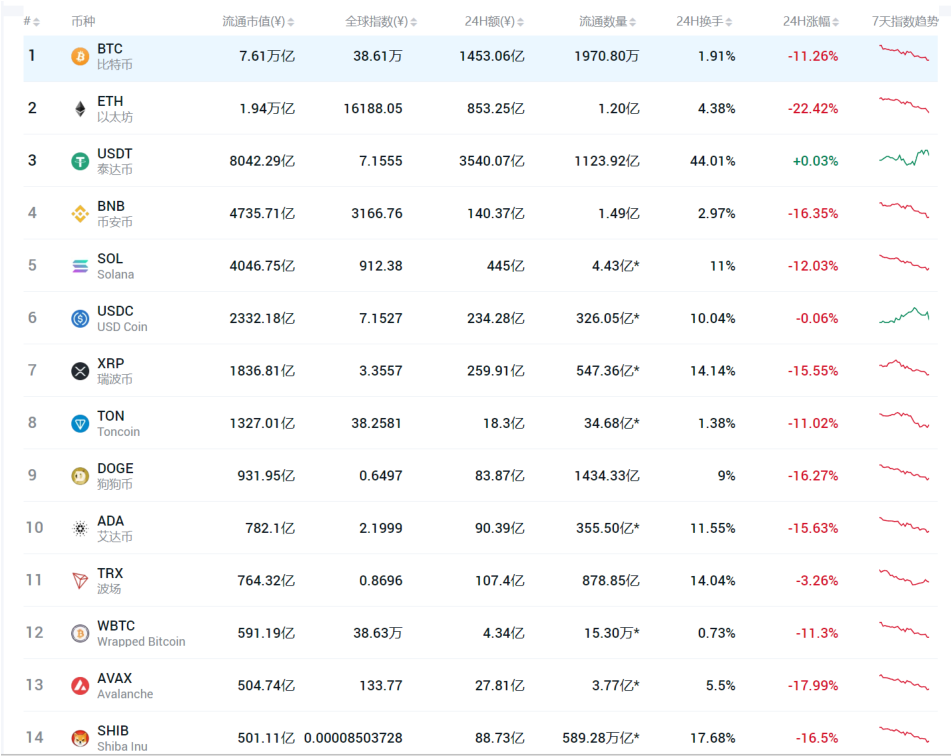 # 币种 流通市值(¥) 全球指数(¥) 24H额(¥) 流通数量 24H换手 24H涨幅 7天指数趋势
1 BTC 7.61万亿 38.61万 1453.06亿 1970.80万 1.91% -11.26%
比特币
2 ETH 1.94万亿 16188.05 853.25亿 1.20亿 4.38% -22.42%
以太坊
3 USDT 8042.29亿 7.1555 3540.07亿 1123.92亿 44.01% +0.03%
泰达币
4 BNB 4735.71亿 3166.76 140.37亿 1.49亿 2.97% -16.35%
币安币
5 SOL 4046.75亿 912.38 445亿 4.43亿* 11% -12.03%
Solana
6 USDC 2332.18亿 7.1527 234.28亿 326.05亿* 10.04% -0.06%
USD Coin
7 XRP 1836.81亿 3.3557 259.91亿 547.36亿* 14.14% -15.55%
瑞波币
8 TON 1327.01亿 38.2581 18.3亿 34.68亿* 1.38% -11.02%
Toncoin
9 DOGE 931.95亿 0.6497 83.87亿 1434.33亿 9% -16.27%
狗狗币
10 ADA 782.1亿 2.1999 90.39亿 355.50亿* 11.55% -15.63%
艾达币
11 TRX 764.32亿 0.8696 107.4亿 878.85亿 14.04% -3.26%
波场
12 WBTC 591.19亿 38.63万 4.34亿 15.30万* 0.73% -11.3%
Wrapped Bitcoin
13 AVAX 504.74亿 133.77 27.81亿 3.77亿* 5.5% -17.99%
Avalanche
14 SHIB 501.11亿 0.00008503728 88.73亿 589.28万亿* 17.68% -16.5%
Shiba Inu